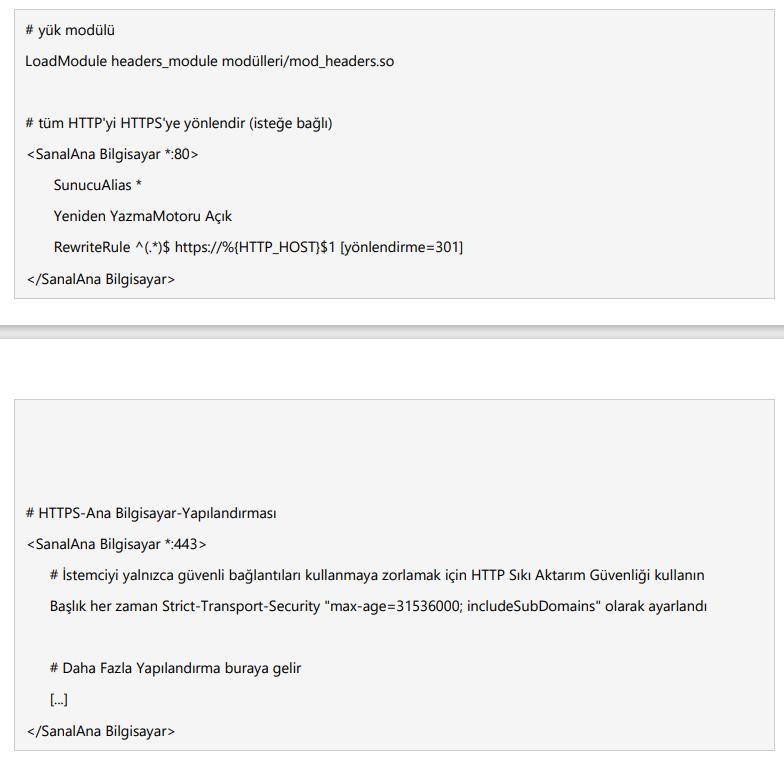 # yük modülü
LoadModule headers_module modülleri/mod_headers.so
# tüm HTTP'yi HTTPS'ye yönlendir (isteğe bağlı)
<SanalAna Bilgisayar *:80>
SunucuAlias *
Yeniden YazmaMotoru Açık
RewriteRule ^(.*)$ https://%{HTTP_HOST}$1 [yönlendirme=301]
</SanalAna Bilgisayar>
# HTTPS-Ana Bilgisayar-Yapılandırması
<SanalAna Bilgisayar *:443>
# İstemciyi yalnızca güvenli bağlantıları kullanmaya zorlamak için HTTP Sıkı Aktarım Güvenliği kullanın
Başlık her zaman Strict-Transport-Security "max-age=31536000; includeSubDomains" olarak ayarlandı
# Daha Fazla Yapılandırma buraya gelir
[...]
</SanalAna Bilgisayar>